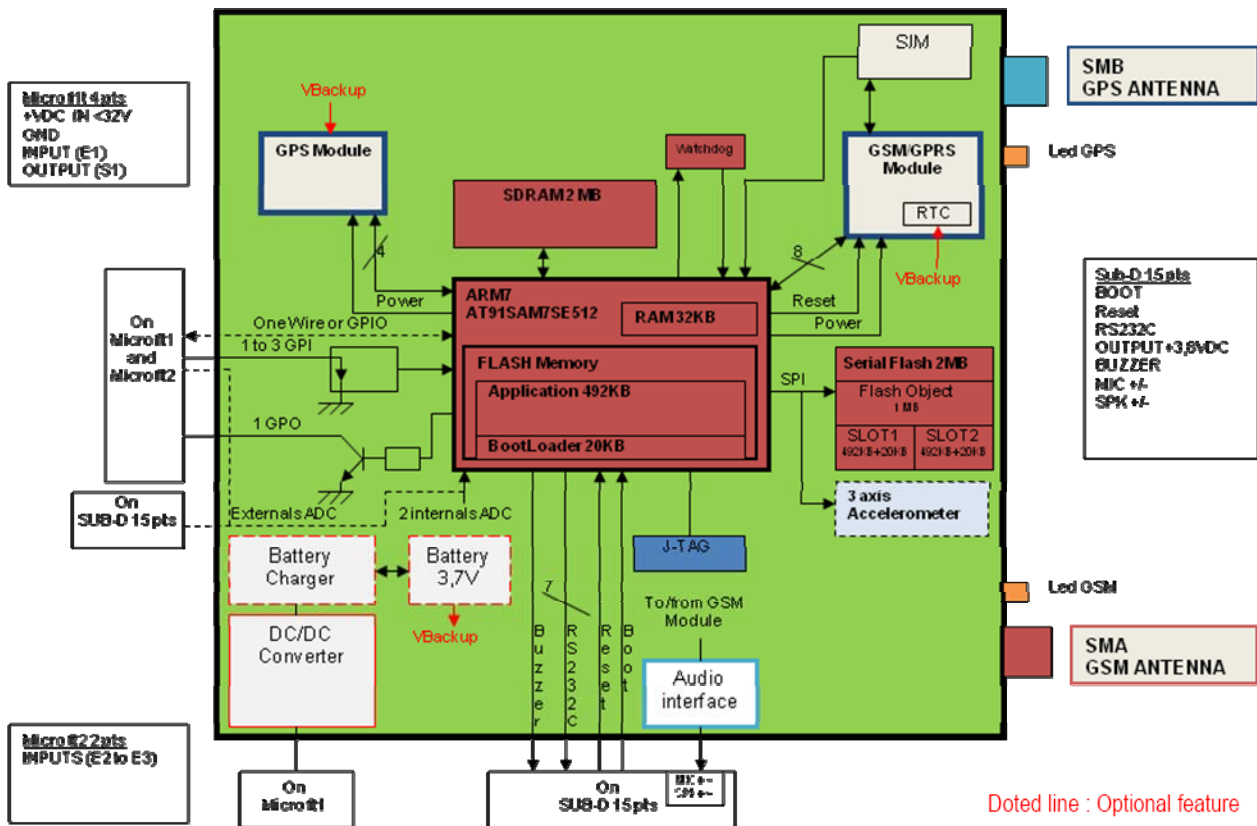 Microfit1 4pts
+VDC IN <32V
GND
INPUT (E1)
OUTPUT (S1)
SIM
SMB
GPS ANTENNA
VBackup
GPS Module
Watchdog
GSM/GPRS
Module
RTC
VBackup
Led GPS
SDRAM 2 MB
4
8
Power
Reset
Power
ARM7
AT91SAM7SE512
RAM 32KB
On
Microfit1
and
Microfit2
One Wire or GPIO
1 to 3 GPI
1 GPO
FLASH Memory
Application 492KB
BootLoader 20KB
SPI
Serial Flash 2MB
Flash Object
1 MB
SLOT1
492KB+20KB
SLOT2
492KB+20KB
Sub-D 15pts
BOOT
Reset
RS232C
OUTPUT +3,8VDC
BUZZER
MIC +/-
SPK +/-
On
SUB-D 15pts
Externals ADC
2 internals ADC
3 axis
Accelerometer
Battery
Charger
Battery
3,7V
VBackup
DC/DC
Converter
J-TAG
7
Buzzer
RS232C
Reset
Boot
To/from GSM
Module
Audio
interface
Led GSM
SMA
GSM ANTENNA
Microfit2 2pts
INPUTS (E2 to E3)
On
Microfit1
On
SUB-D 15pts
MIC +-
Doted line : Optional feature